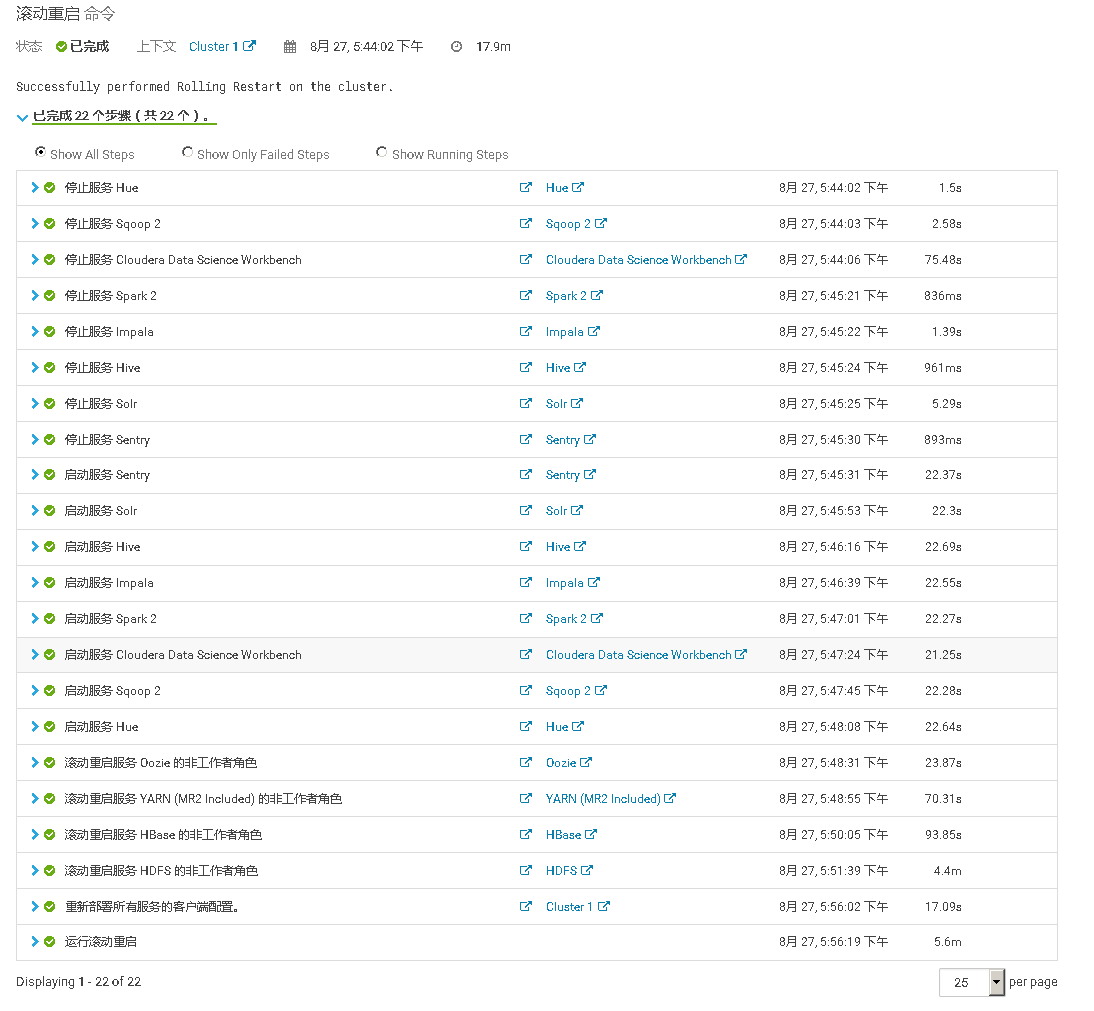 滚动重启 命令
状态 已完成 上下文 Cluster 1 8月 27, 5:44:02 下午 17.9m
Successfully performed Rolling Restart on the cluster.
已完成 22 个步骤（共 22 个）。
Show All Steps Show Only Failed Steps Show Running Steps
停止服务 Hue Hue 8月 27, 5:44:02 下午 1.5s
停止服务 Sqoop 2 Sqoop 2 8月 27, 5:44:03 下午 2.58s
停止服务 Cloudera Data Science Workbench Cloudera Data Science Workbench 8月 27, 5:44:06 下午 75.48s
停止服务 Spark 2 Spark 2 8月 27, 5:45:21 下午 836ms
停止服务 Impala Impala 8月 27, 5:45:22 下午 1.39s
停止服务 Hive Hive 8月 27, 5:45:24 下午 961ms
停止服务 Solr Solr 8月 27, 5:45:25 下午 5.29s
停止服务 Sentry Sentry 8月 27, 5:45:30 下午 893ms
启动服务 Sentry Sentry 8月 27, 5:45:31 下午 22.37s
启动服务 Solr Solr 8月 27, 5:45:53 下午 22.3s
启动服务 Hive Hive 8月 27, 5:46:16 下午 22.69s
启动服务 Impala Impala 8月 27, 5:46:39 下午 22.55s
启动服务 Spark 2 Spark 2 8月 27, 5:47:01 下午 22.27s
启动服务 Cloudera Data Science Workbench Cloudera Data Science Workbench 8月 27, 5:47:24 下午 21.25s
启动服务 Sqoop 2 Sqoop 2 8月 27, 5:47:45 下午 22.28s
启动服务 Hue Hue 8月 27, 5:48:08 下午 22.64s
滚动重启服务 Oozie 的非工作者角色 Oozie 8月 27, 5:48:31 下午 23.87s
滚动重启服务 YARN (MR2 Included) 的非工作者角色 YARN (MR2 Included) 8月 27, 5:48:55 下午 70.31s
滚动重启服务 HBase 的非工作者角色 HBase 8月 27, 5:50:05 下午 93.85s
滚动重启服务 HDFS 的非工作者角色 HDFS 8月 27, 5:51:39 下午 4.4m
重新部署所有服务的客户端配置。 Cluster 1 8月 27, 5:56:02 下午 17.09s
运行滚动重启 8月 27, 5:56:19 下午 5.6m
Displaying 1 - 22 of 22 25 per page